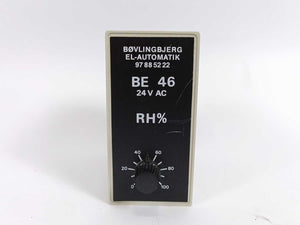 BØVLINGBJERG
EL-AUTOMATIK
97 88 52 22
BE 46
24 V AC
RH%
40 60
20 80
0 100